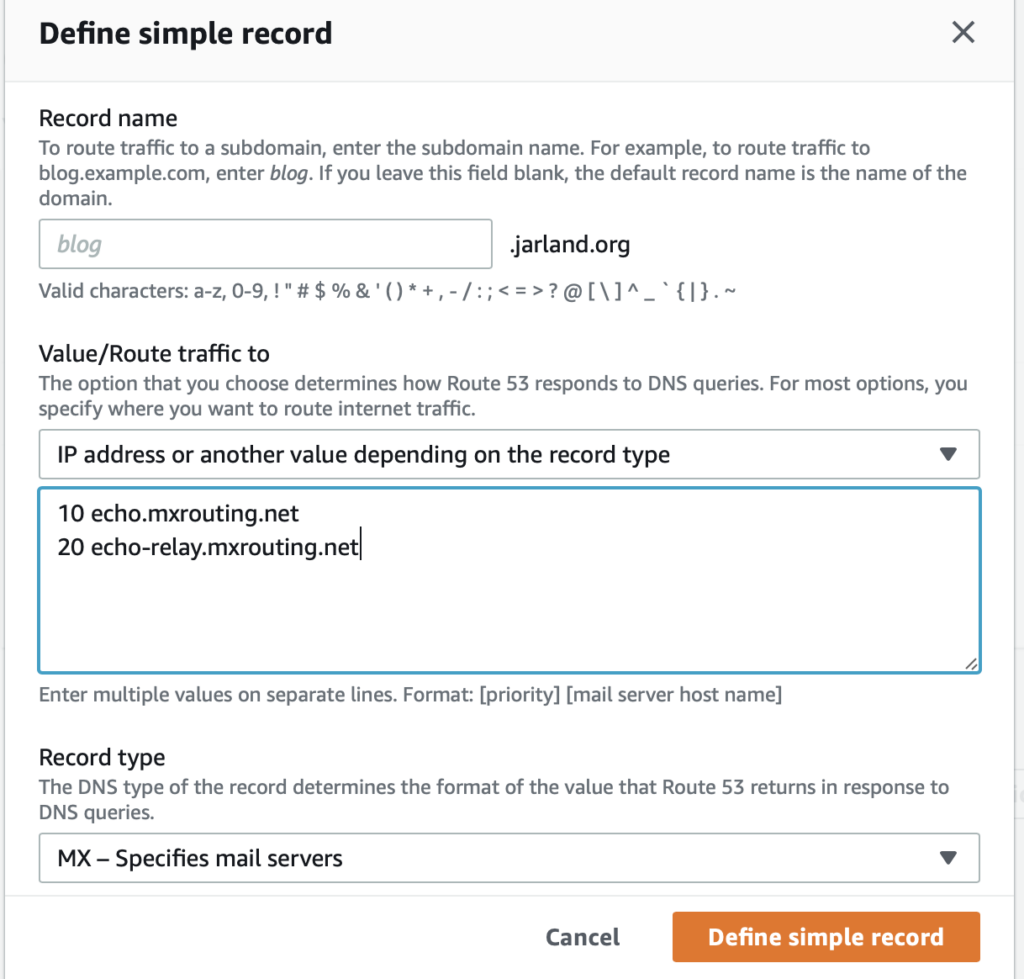 Define simple record
Record name
To route traffic to a subdomain, enter the subdomain name. For example, to route traffic to
blog.example.com, enter blog. If you leave this field blank, the default record name is the name of the
domain.
blog .jarland.org
Valid characters: a-z, 0-9, ! " # $ % & ' ( ) * + , - / : ; < = > ? @ [ \ ] ^ _ ` { | } . ~
Value/Route traffic to
The option that you choose determines how Route 53 responds to DNS queries. For most options, you
specify where you want to route internet traffic.
IP address or another value depending on the record type
10 echo.mxrouting.net
20 echo-relay.mxrouting.net
Enter multiple values on separate lines. Format: [priority] [mail server host name]
Record type
The DNS type of the record determines the format of the value that Route 53 returns in response to
DNS queries.
MX – Specifies mail servers
Cancel Define simple record